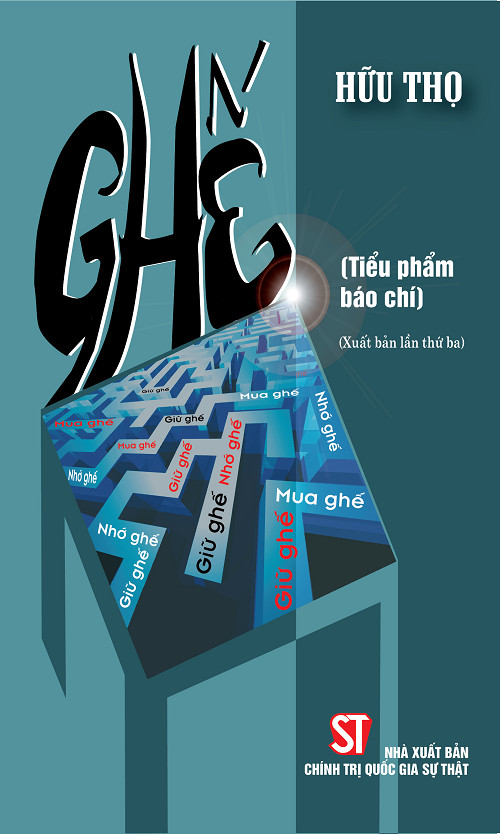 GHẾ
HỮU THỌ
(Tiểu phẩm
báo chí)
(Xuất bản lần thứ ba)
Giữ ghế
Mua ghế
Giữ ghế
Mua ghế
Nhớ ghế
Mua ghế
Giữ ghế
Nhớ ghế
Nhớ ghế
Giữ ghế
Mua ghế
Nhớ ghế
Giữ ghế
Giữ ghế
ST
NHÀ XUẤT BẢN
CHÍNH TRỊ QUỐC GIA SỰ THẬT